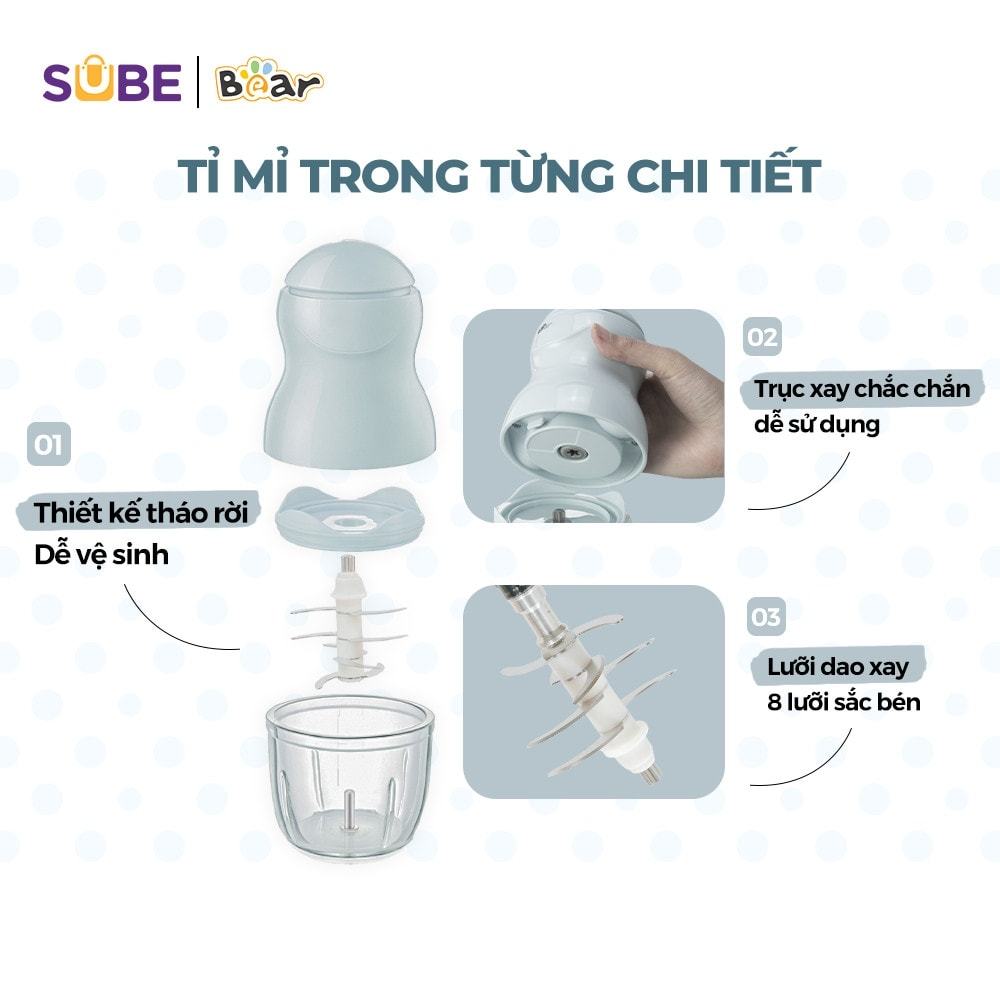 SUBE | Bear
TỈ MỈ TRONG TỪNG CHI TIẾT
01
Thiết kế tháo rời
Dễ vệ sinh
02
Trục xay chắc chắn
dễ sử dụng
03
Lưỡi dao xay
8 lưỡi sắc bén